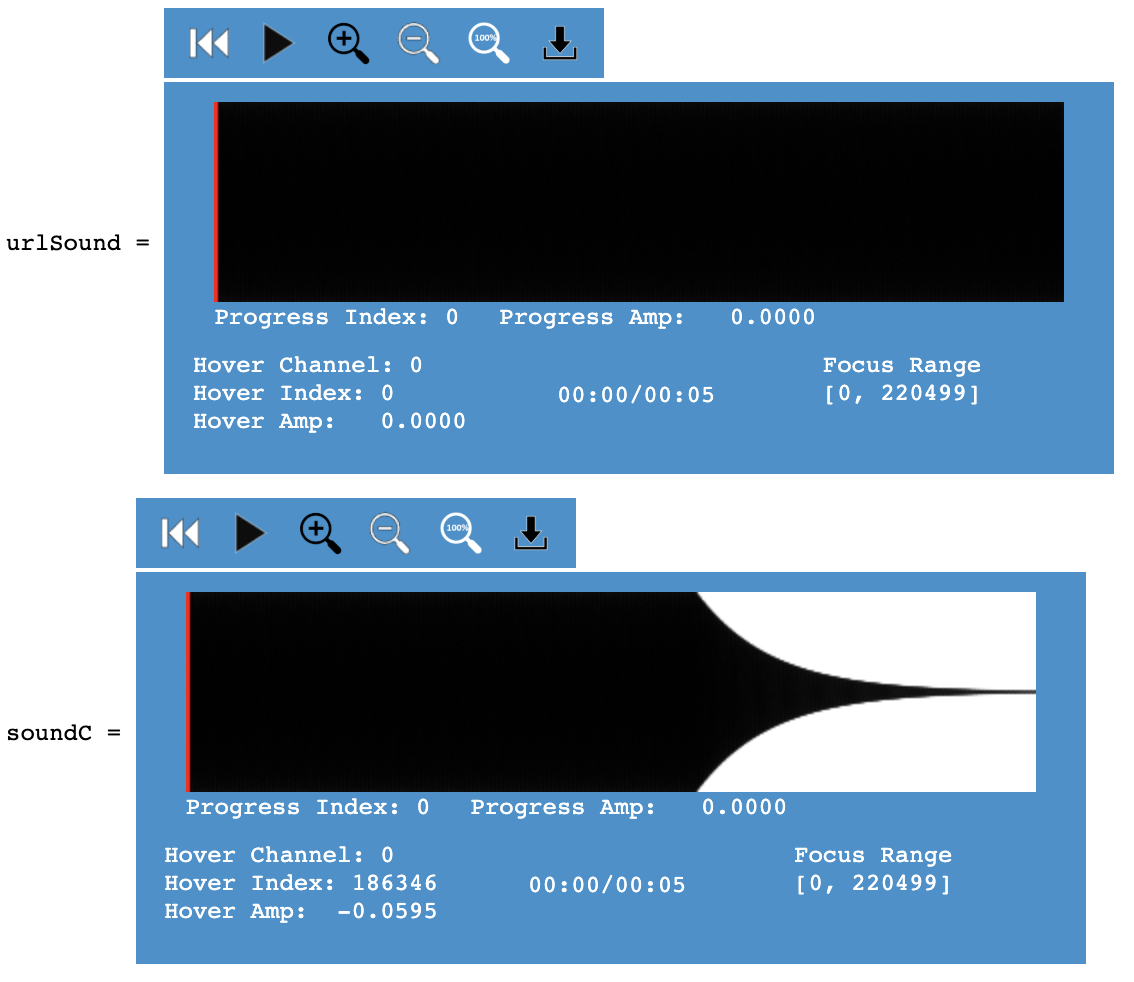 100%
urlSound =
Progress Index: 0   Progress Amp:   0.0000
Hover Channel: 0
Focus Range
Hover Index: 0
00:00/00:05
[0, 220499]
Hover Amp:   0.0000
100%
soundC =
Progress Index: 0   Progress Amp:   0.0000
Hover Channel: 0
Focus Range
Hover Index: 186346
00:00/00:05
[0, 220499]
Hover Amp:  -0.0595